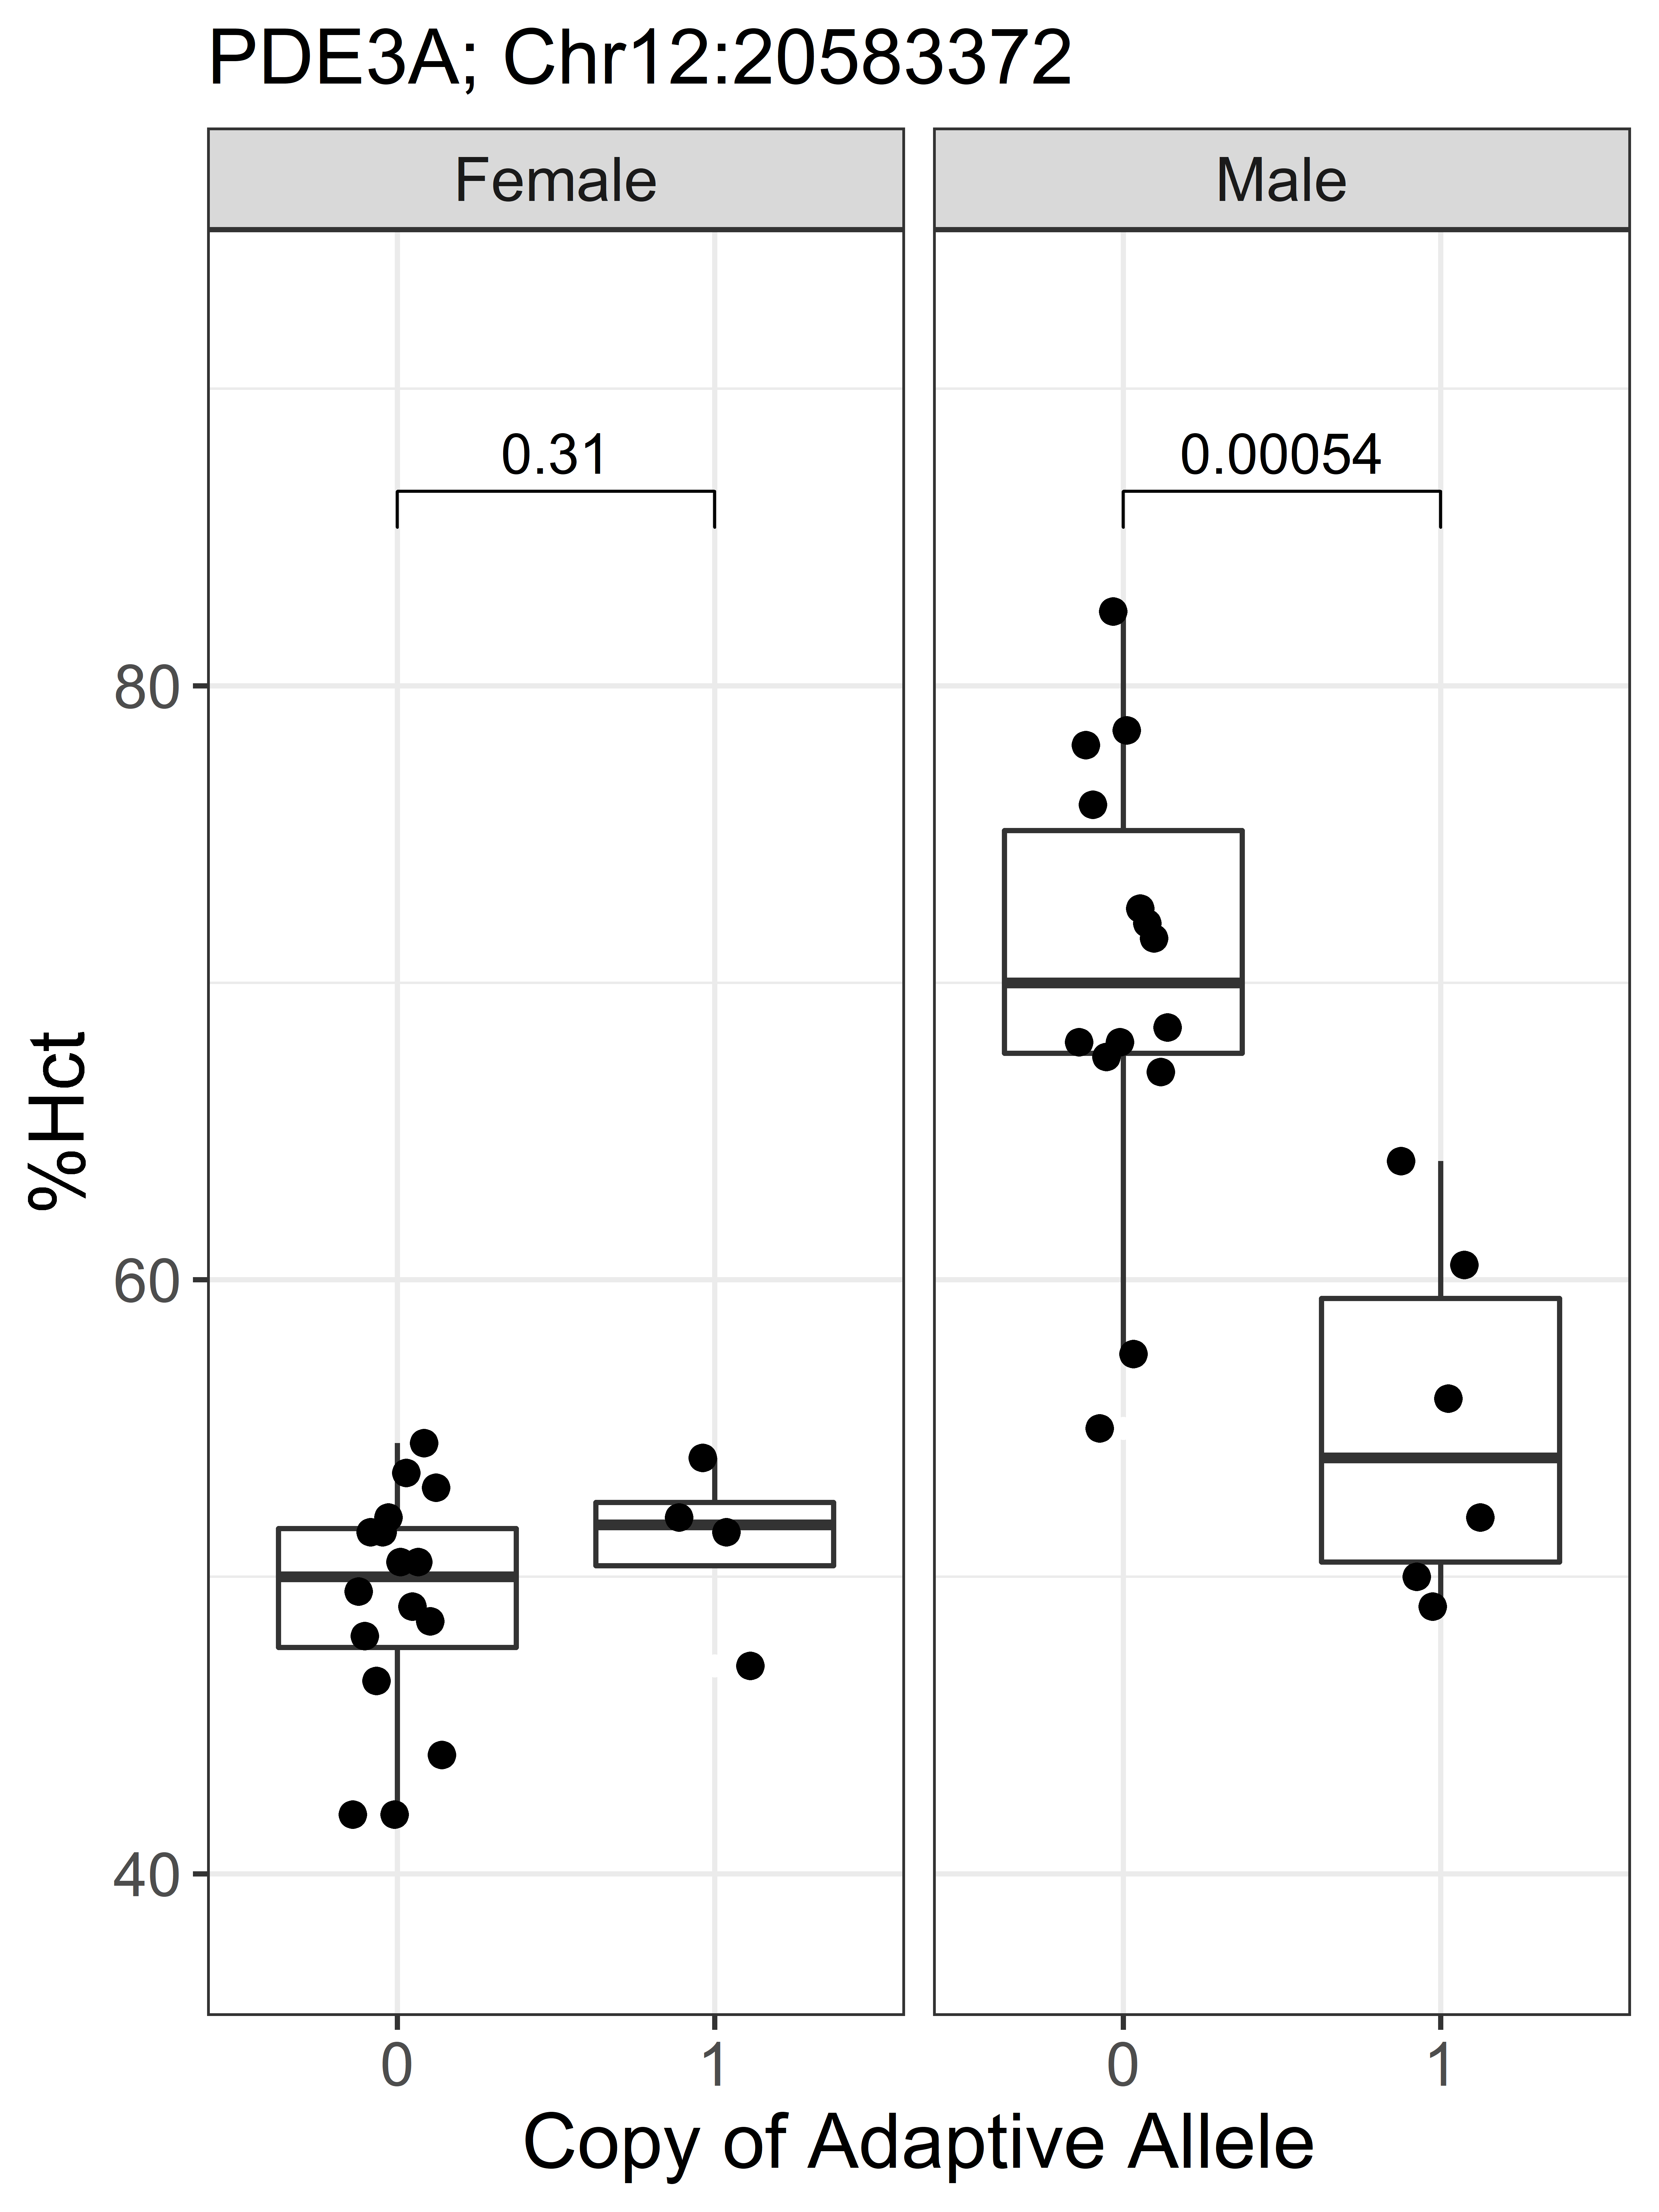 PDE3A; Chr12:20583372
Female
Male
0.31
0.00054
80
60
40
%Hct
0
1
0
1
Copy of Adaptive Allele